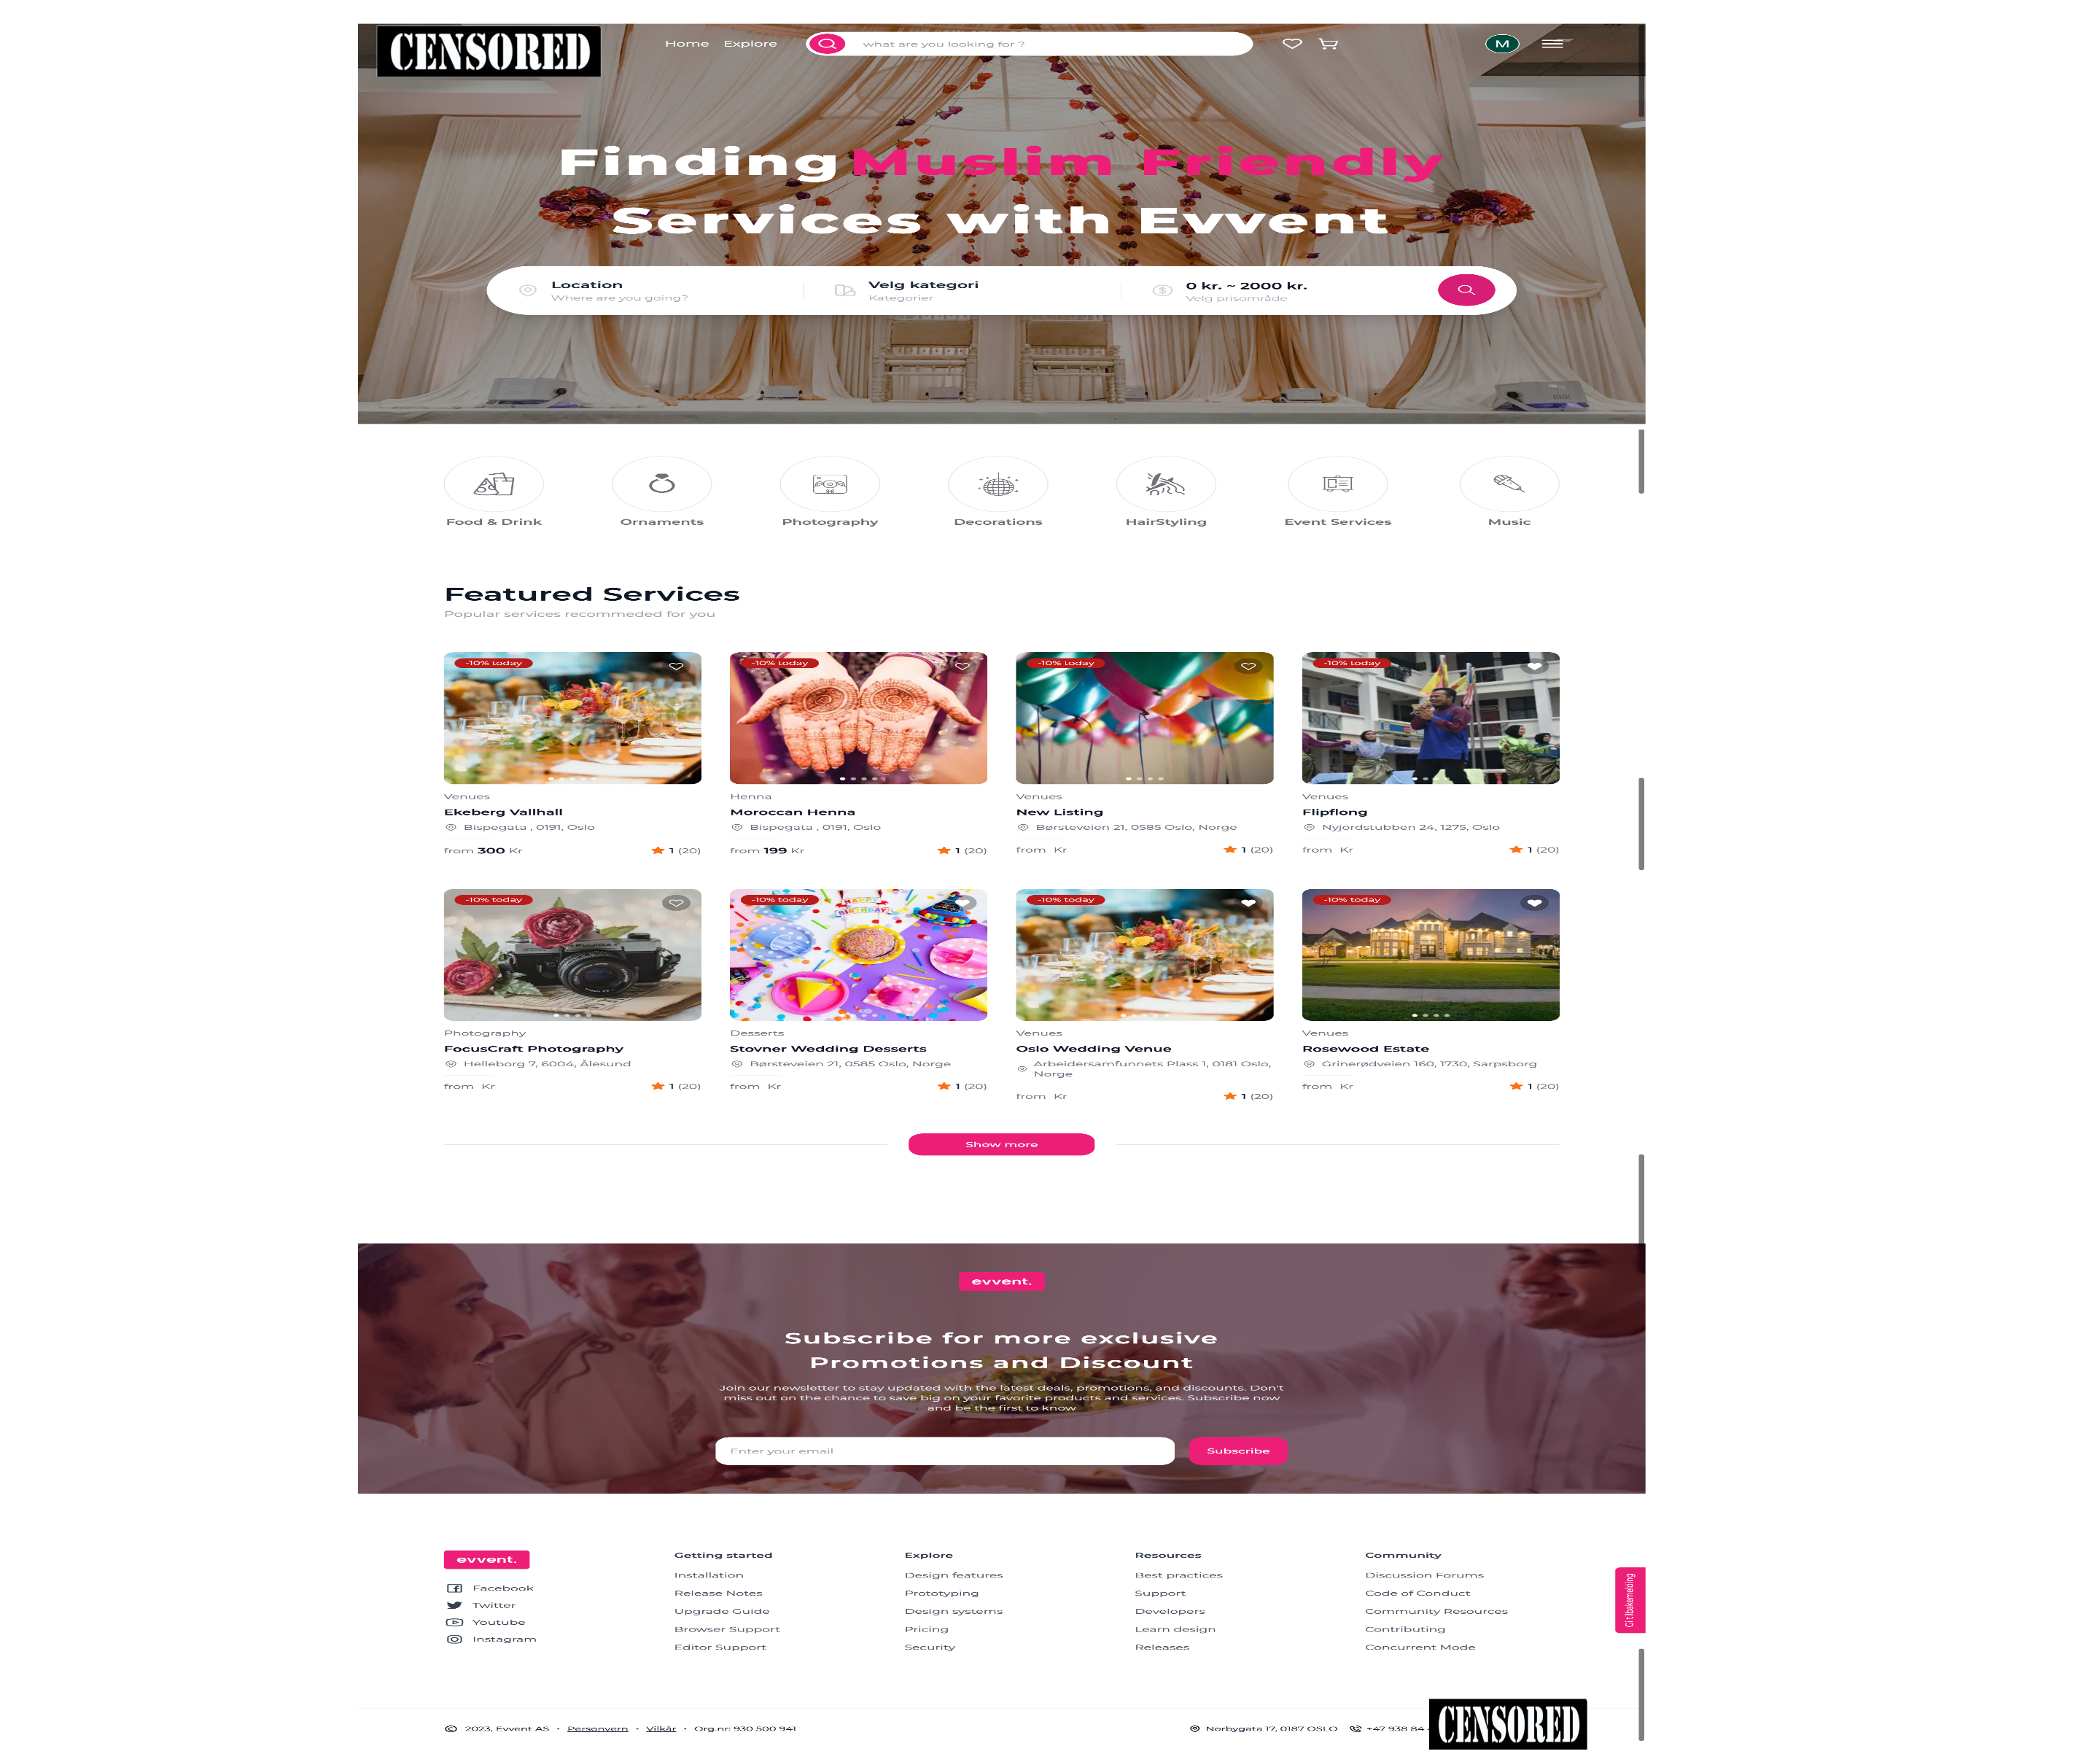 CENSORED
Home Explore what are you looking for ? M
Finding Muslim Friendly
Services with Evvent
Location Velg kategori 0 kr. ~ 2000 kr.
Where are you going? Kategorier Velg prisområde
Food & Drink Ornaments Photography Decorations HairStyling Event Services Music
Featured Services
Popular services recommeded for you
-10% today -10% today -10% today -10% today
Venues Henna Venues Venues
Ekeberg Vallhall Moroccan Henna New Listing Flipflong
Bispegata , 0191, Oslo Bispegata , 0191, Oslo Børsteveien 21, 0585 Oslo, Norge Nyjordstubben 24, 1275, Oslo
from 300 Kr 1 (20) from 199 Kr 1 (20) from Kr 1 (20) from Kr 1 (20)
-10% today -10% today -10% today -10% today
HAPPY BIRTHDAY!
Photography Desserts Venues Venues
FocusCraft Photography Stovner Wedding Desserts Oslo Wedding Venue Rosewood Estate
Helleborg 7, 6004, Ålesund Børsteveien 21, 0585 Oslo, Norge Arbeidersamfunnets Plass 1, 0181 Oslo, Grinerødveien 160, 1730, Sarpsborg
Norge
from Kr 1 (20) from Kr 1 (20) from Kr 1 (20) from Kr 1 (20)
Show more
evvent.
Subscribe for more exclusive
Promotions and Discount
Join our newsletter to stay updated with the latest deals, promotions, and discounts. Don't
miss out on the chance to save big on your favorite products and services. Subscribe now
and be the first to know
Enter your email Subscribe
evvent. Getting started Explore Resources Community
Installation Design features Best practices Discussion Forums
Facebook Release Notes Prototyping Support Code of Conduct
Twitter Upgrade Guide Design systems Developers Community Resources
Youtube Browser Support Pricing Learn design Contributing
Instagram Editor Support Security Releases Concurrent Mode
Gi tilbakemelding
© 2023, Evvent AS • Personvern • Vilkår • Org.nr: 930 500 941 Norbygata 17, 0187 OSLO +47 938 84
CENSORED